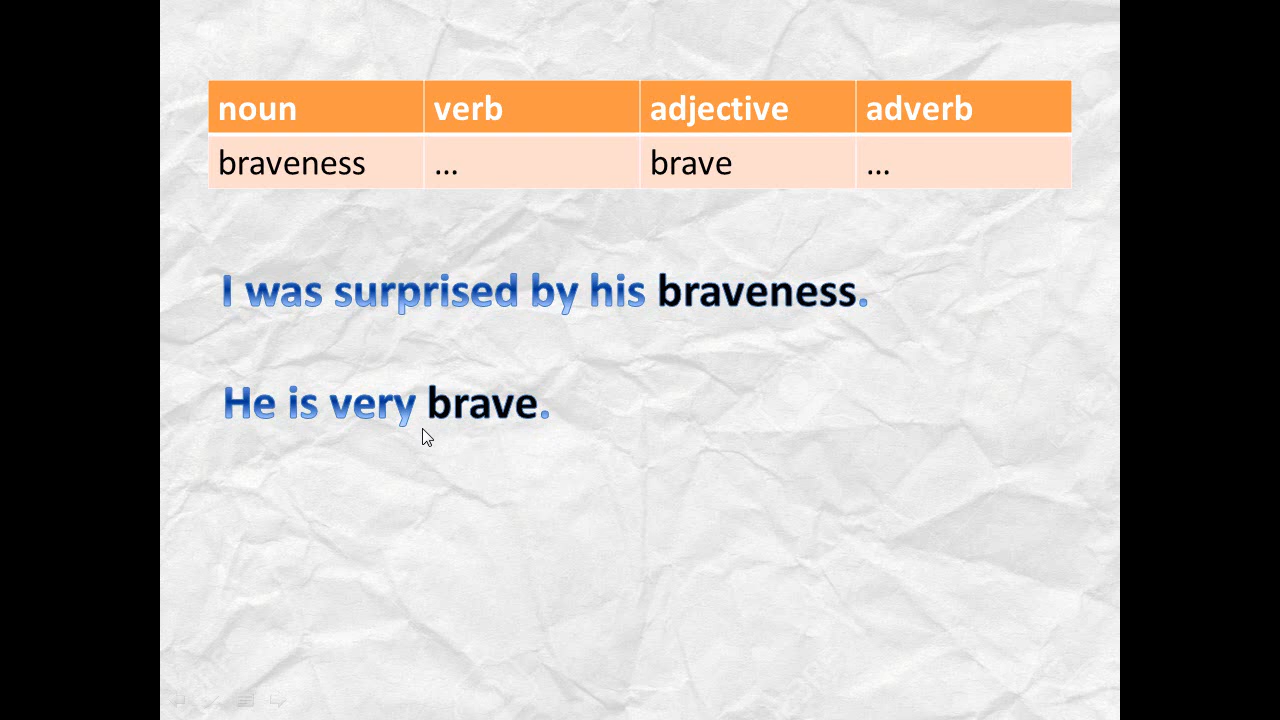 noun verb adjective adverb
braveness ... brave ...
I was surprised by his braveness.
He is very brave.